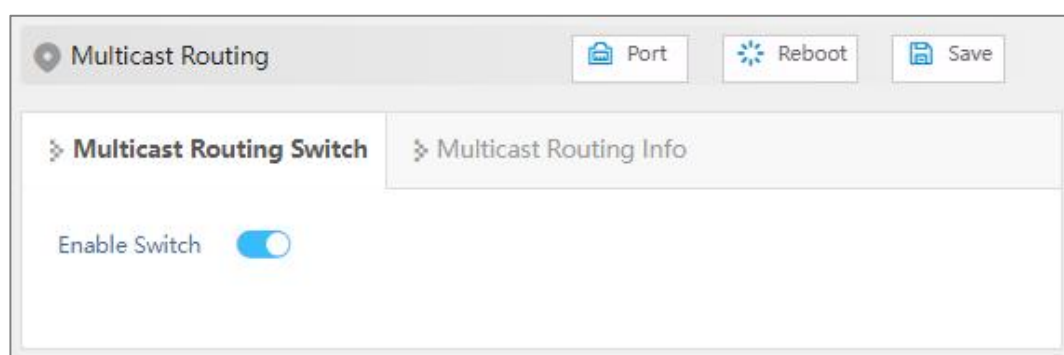 Multicast Routing Port Reboot Save
Multicast Routing Switch Multicast Routing Info
Enable Switch